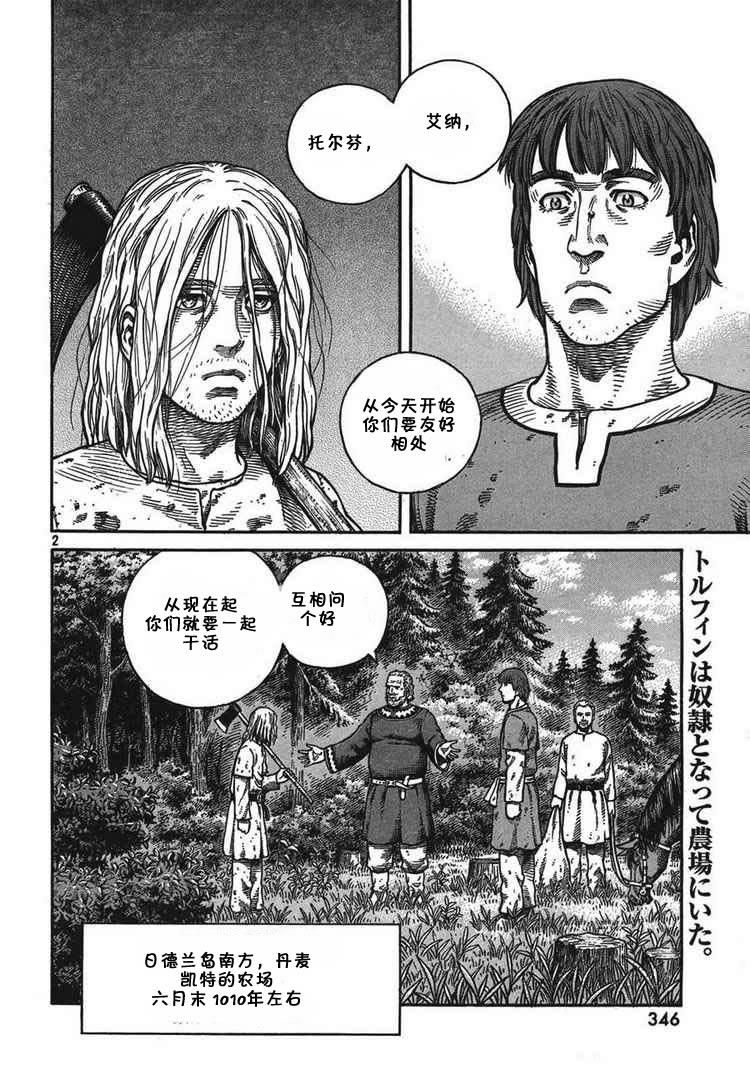 艾纳,
托尔芬,
从今天开始
你们要友好
相处
2
互相问
个好
从现在起
你们就要一起
干话
トルフィンは奴隷となって農場にいた。
日德兰岛南方，丹麦
凯特的农场
六月末 1010年左右
346